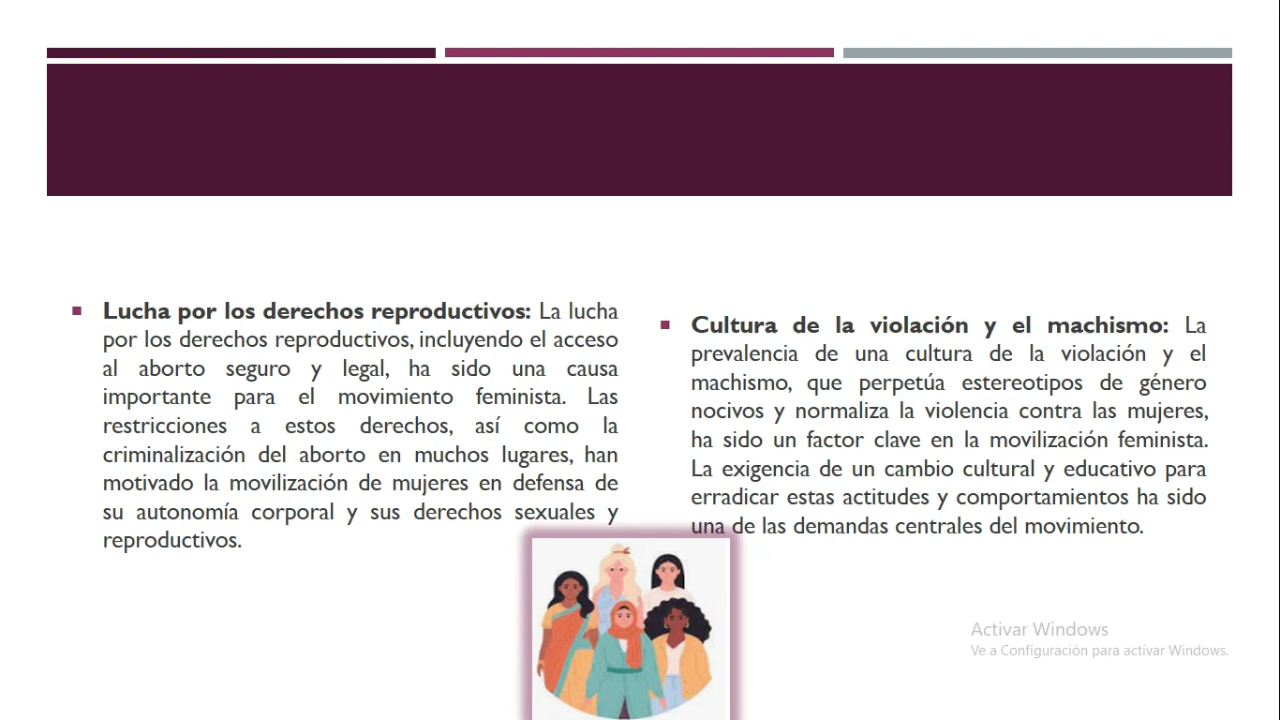 Lucha por los derechos reproductivos: La lucha
por los derechos reproductivos, incluyendo el acceso
al aborto seguro y legal, ha sido una causa
importante para el movimiento feminista. Las
restricciones a estos derechos, así como la
criminalización del aborto en muchos lugares, han
motivado la movilización de mujeres en defensa de
su autonomía corporal y sus derechos sexuales y
reproductivos.
Cultura de la violación y el machismo: La
prevalencia de una cultura de la violación y el
machismo, que perpetúa estereotipos de género
nocivos y normaliza la violencia contra las mujeres,
ha sido un factor clave en la movilización feminista.
La exigencia de un cambio cultural y educativo para
erradicar estas actitudes y comportamientos ha sido
una de las demandas centrales del movimiento.
Activar Windows
Ve a Configuración para activar Windows.